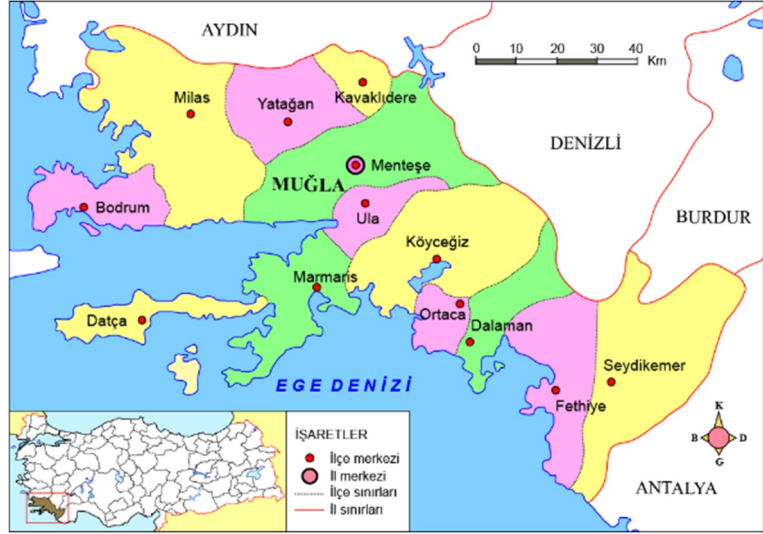 AYDIN
0 10 20 30 40
Km
Milas
Yatağan
Kavaklıdere
DENİZLİ
Menteşe
MUĞLA
Bodrum
Ula
BURDUR
Köyceğiz
Marmaris
Datça
Ortaca
Dalaman
EGE DENİZİ
Seydikemer
Fethiye
K
B D
G
ANTALYA
İŞARETLER
İlçe merkezi
İl merkezi
İlçe sınırları
İl sınırları